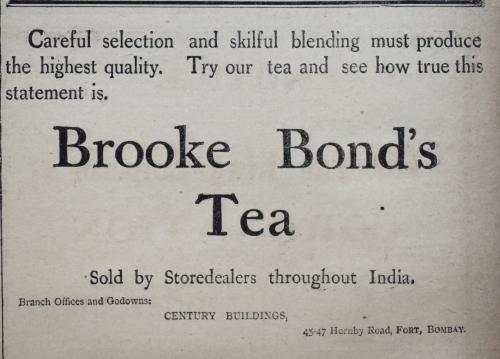 Careful selection and skilful blending must produce
the highest quality. Try our tea and see how true this
statement is.
Brooke Bond's
Tea
Sold by Storedealers throughout India.
Branch Offices and Godowns:
CENTURY BUILDINGS,
45-47 Hornby Road, FORT, BOMBAY.